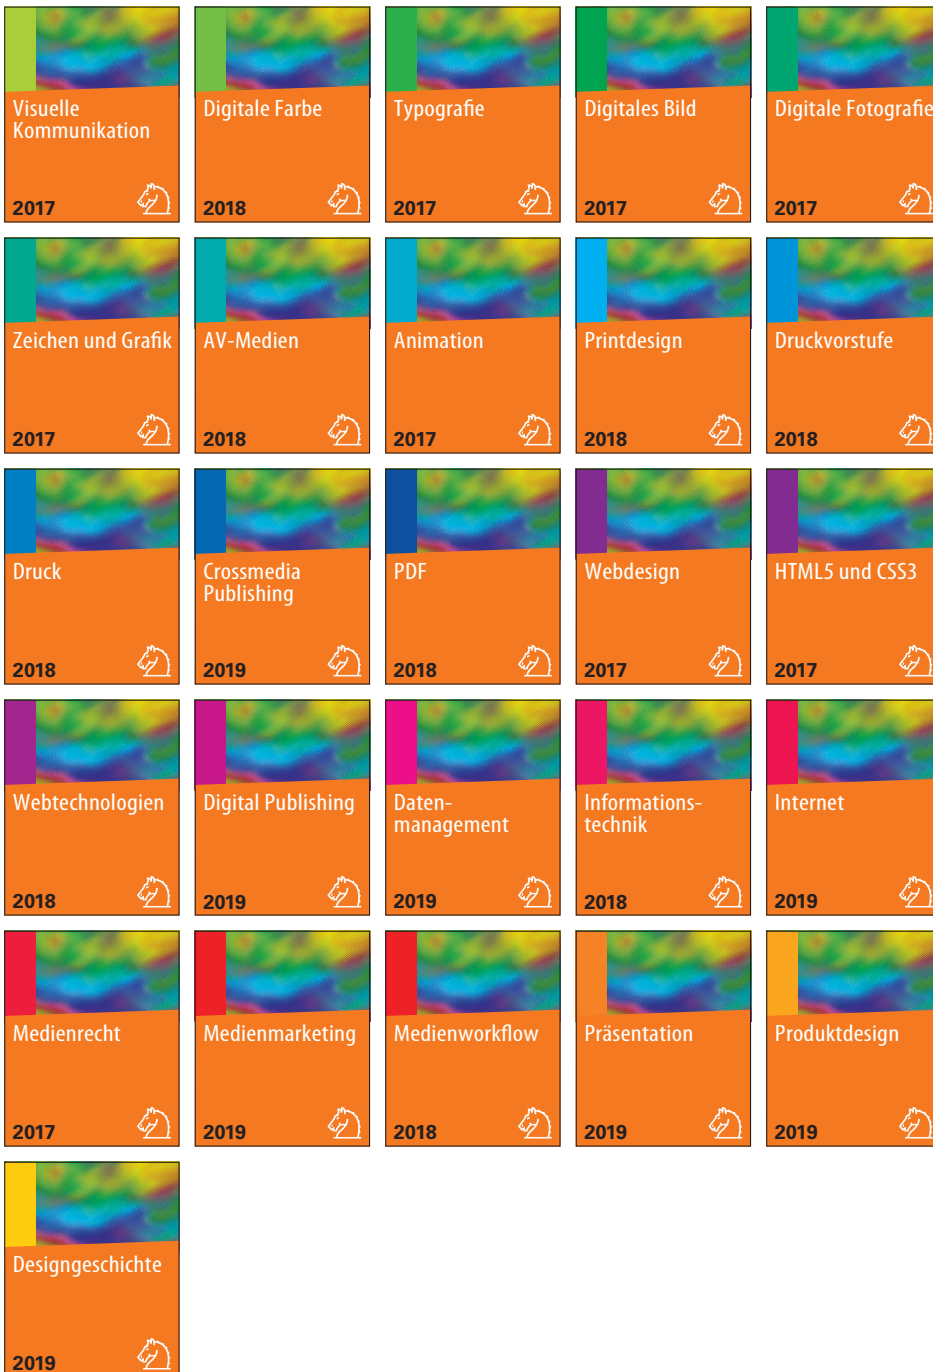 Visuelle
Kommunikation
2017
Digitale Farbe
2018
Typografie
2017
Digitales Bild
2017
Digitale Fotografie
2017
Zeichen und Grafik
2017
AV-Medien
2018
Animation
2017
Printdesign
2018
Druckvorstufe
2018
Druck
2018
Crossmedia
Publishing
2019
PDF
2018
Webdesign
2017
HTML5 und CSS3
2017
Webtechnologien
2018
Digital Publishing
2019
Daten-
management
2019
Informations-
technik
2018
Internet
2019
Medienrecht
2017
Medienmarketing
2019
Medienworkflow
2018
Präsentation
2019
Produktdesign
2019
Designgeschichte
2019